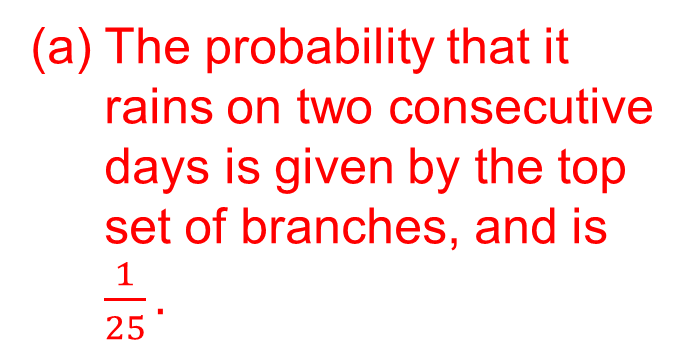 (a) The probability that it
rains on two consecutive
days is given by the top
set of branches, and is
1
25 .